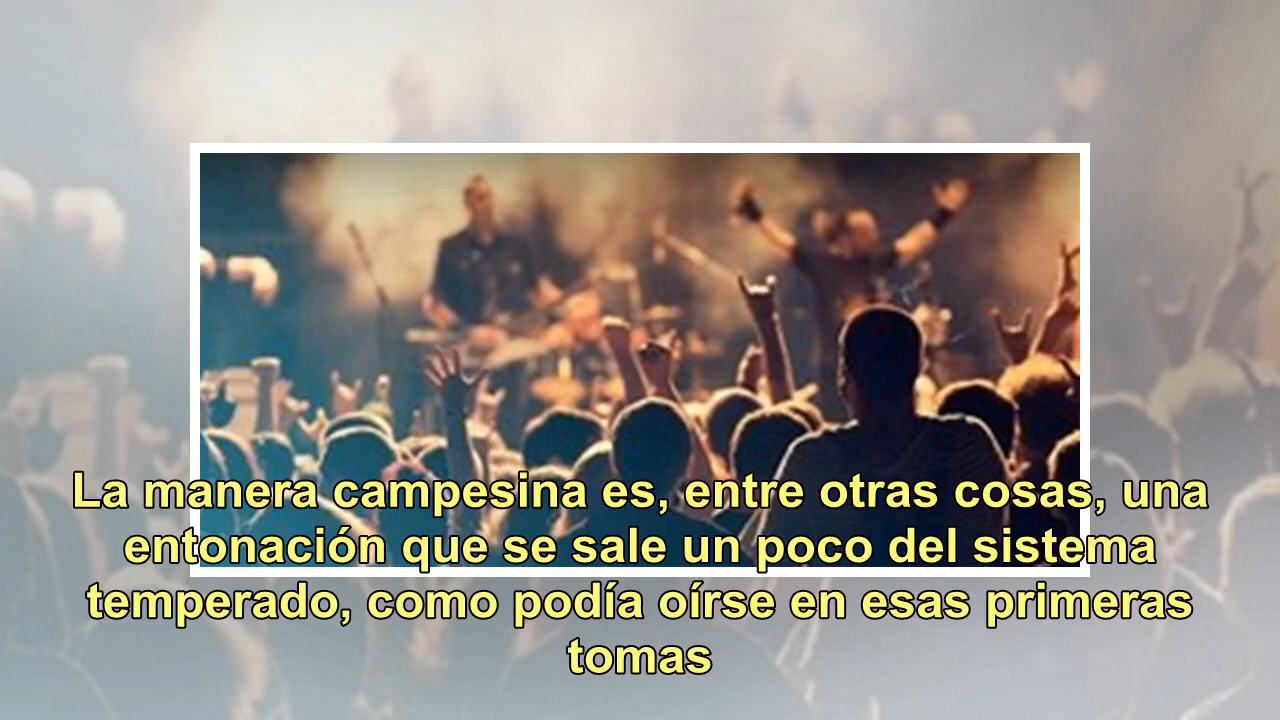 La manera campesina es, entre otras cosas, una
entonación que se sale un poco del sistema
temperado, como podía oírse en esas primeras
tomas